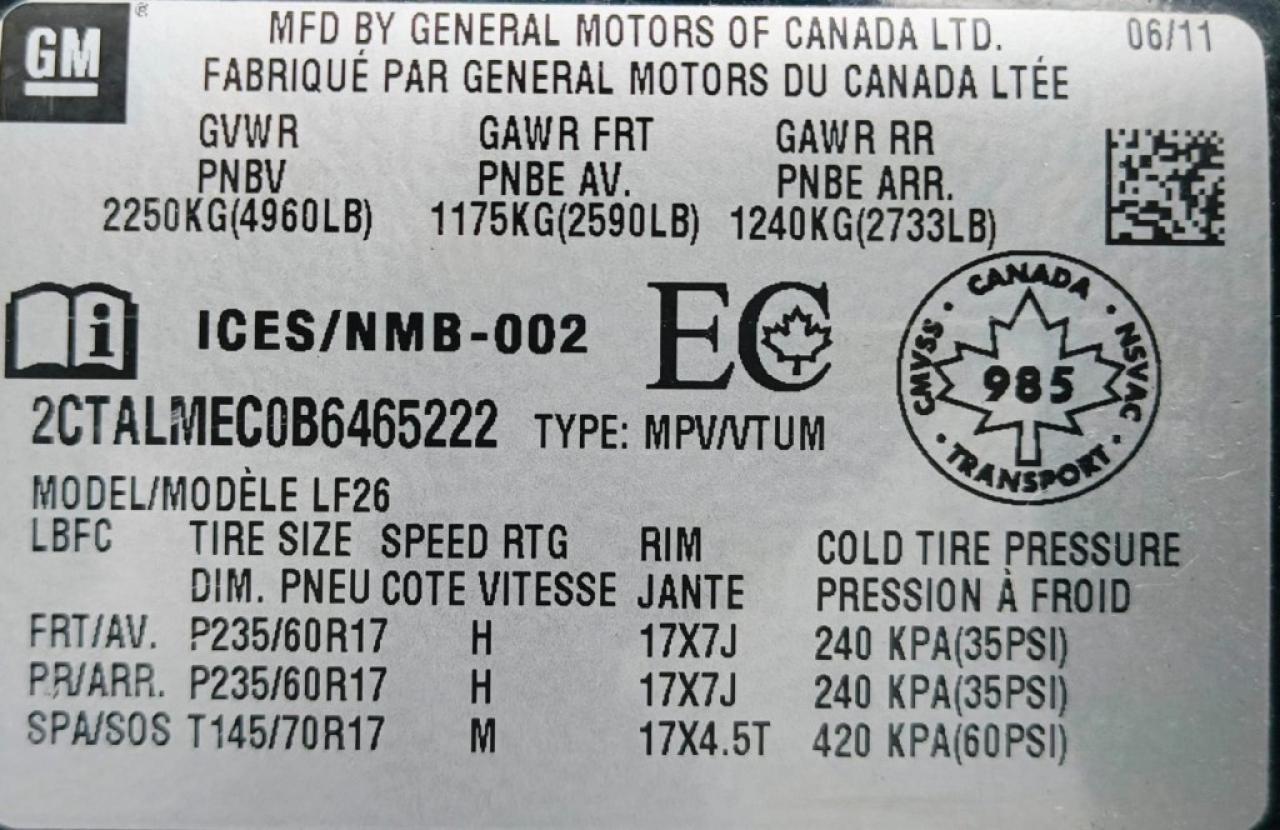 GM
®
MFD BY GENERAL MOTORS OF CANADA LTD. 06/11
FABRIQUÉ PAR GENERAL MOTORS DU CANADA LTÉE
GVWR GAWR FRT GAWR RR
PNBV PNBE AV. PNBE ARR.
2250KG(4960LB) 1175KG(2590LB) 1240KG(2733LB)
i ICES/NMB-002 EC
CANADA · NSVAC · TRANSPORT · CMVSS ·
985
2CTALMEC0B6465222 TYPE: MPV/VTUM
MODEL/MODÈLE LF26
LBFC TIRE SIZE SPEED RTG RIM COLD TIRE PRESSURE
DIM. PNEU COTE VITESSE JANTE PRESSION À FROID
FRT/AV. P235/60R17 H 17X7J 240 KPA(35PSI)
RR/ARR. P235/60R17 H 17X7J 240 KPA(35PSI)
SPA/SOS T145/70R17 M 17X4.5T 420 KPA(60PSI)